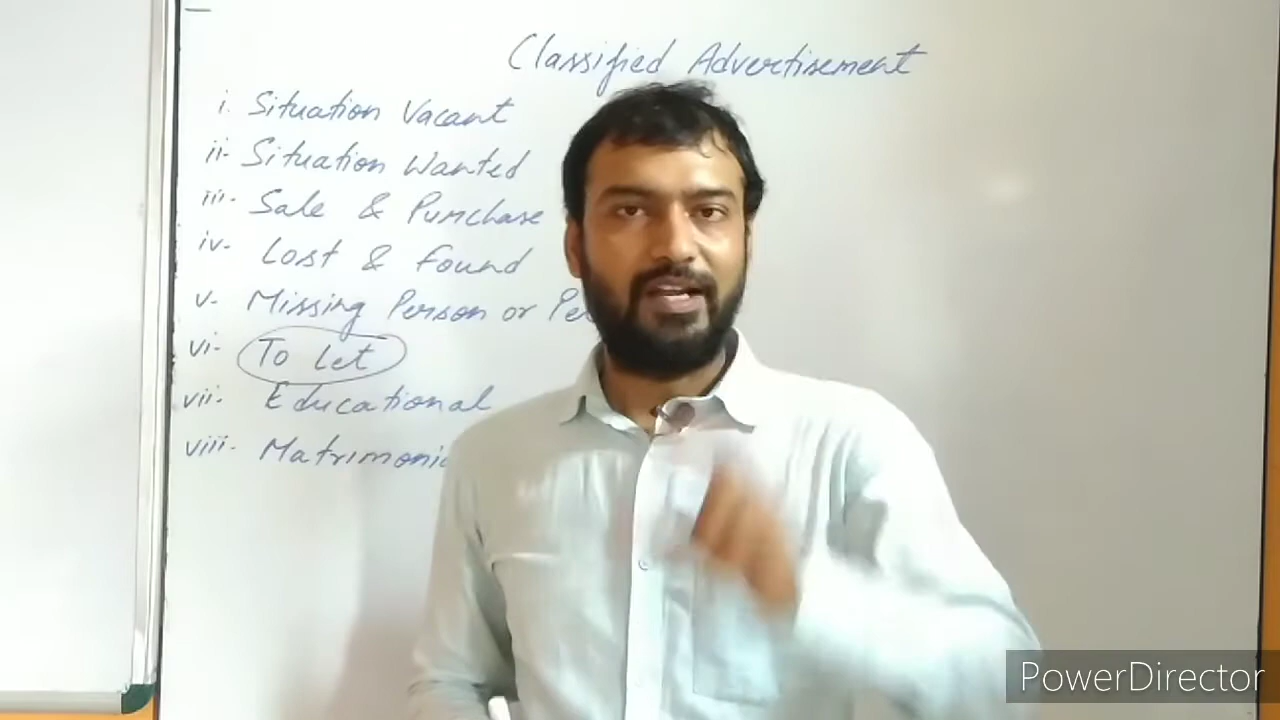 Classified Advertisement
i. Situation Vacant
ii- Situation Wanted
iii- Sale & Purchase
iv- Lost & Found
v- Missing Person or
vi- To Let
vii- Educational
viii-
PowerDirector